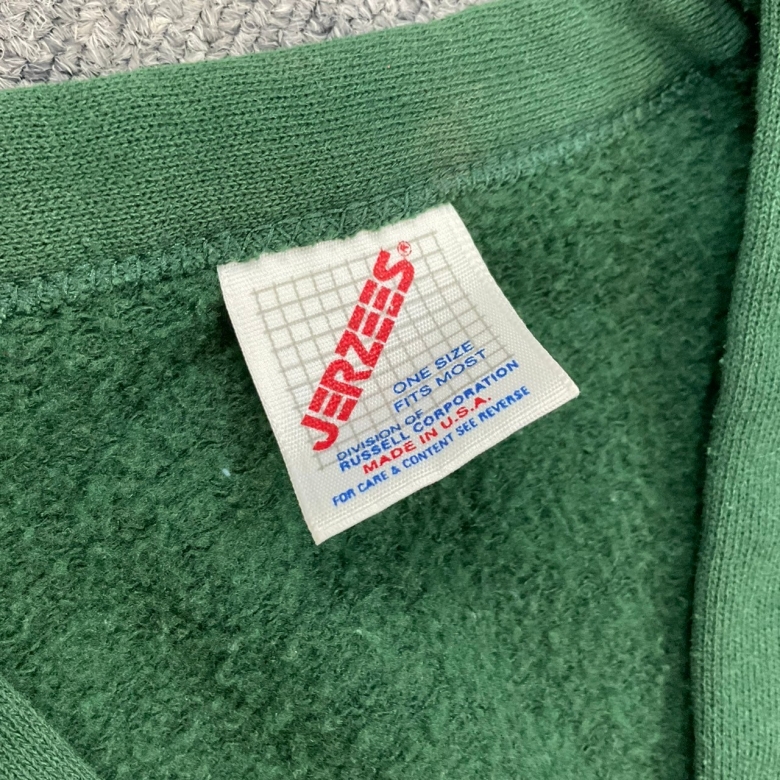 JERZEES®
ONE SIZE
FITS MOST
DIVISION OF
RUSSELL CORPORATION
MADE IN U.S.A.
FOR CARE & CONTENT SEE REVERSE